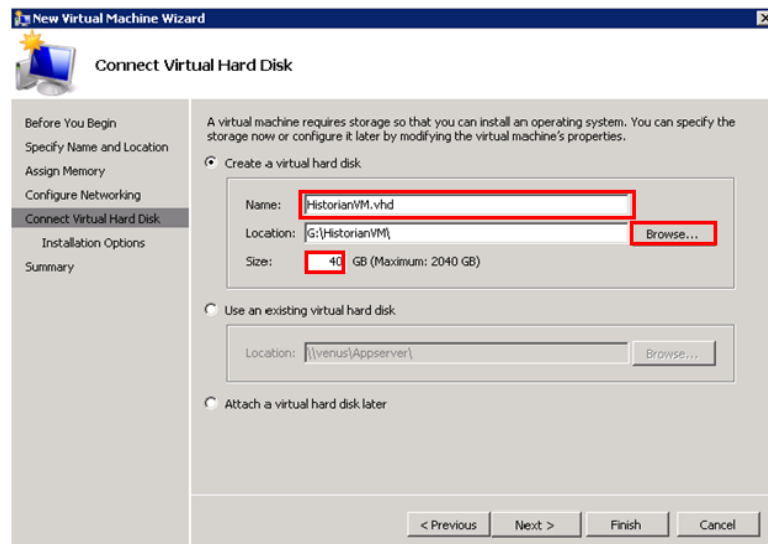 New Virtual Machine Wizard
Connect Virtual Hard Disk
Before You Begin
Specify Name and Location
Assign Memory
Configure Networking
Connect Virtual Hard Disk
Installation Options
Summary
A virtual machine requires storage so that you can install an operating system. You can specify the
storage now or configure it later by modifying the virtual machine's properties.
Create a virtual hard disk
Name: HistorianVM.vhd
Location: G:\HistorianVM\ Browse...
Size: 40 GB (Maximum: 2040 GB)
Use an existing virtual hard disk
Location: \\venus\Appserver\ Browse...
Attach a virtual hard disk later
< Previous Next > Finish Cancel